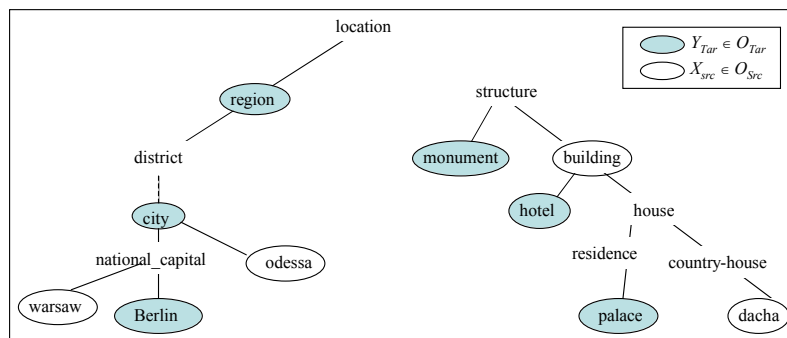 location
Y_Tar ∈ O_Tar
X_src ∈ O_Src
region
structure
district
monument
building
city
hotel
house
national_capital
odessa
residence
country-house
warsaw
Berlin
palace
dacha